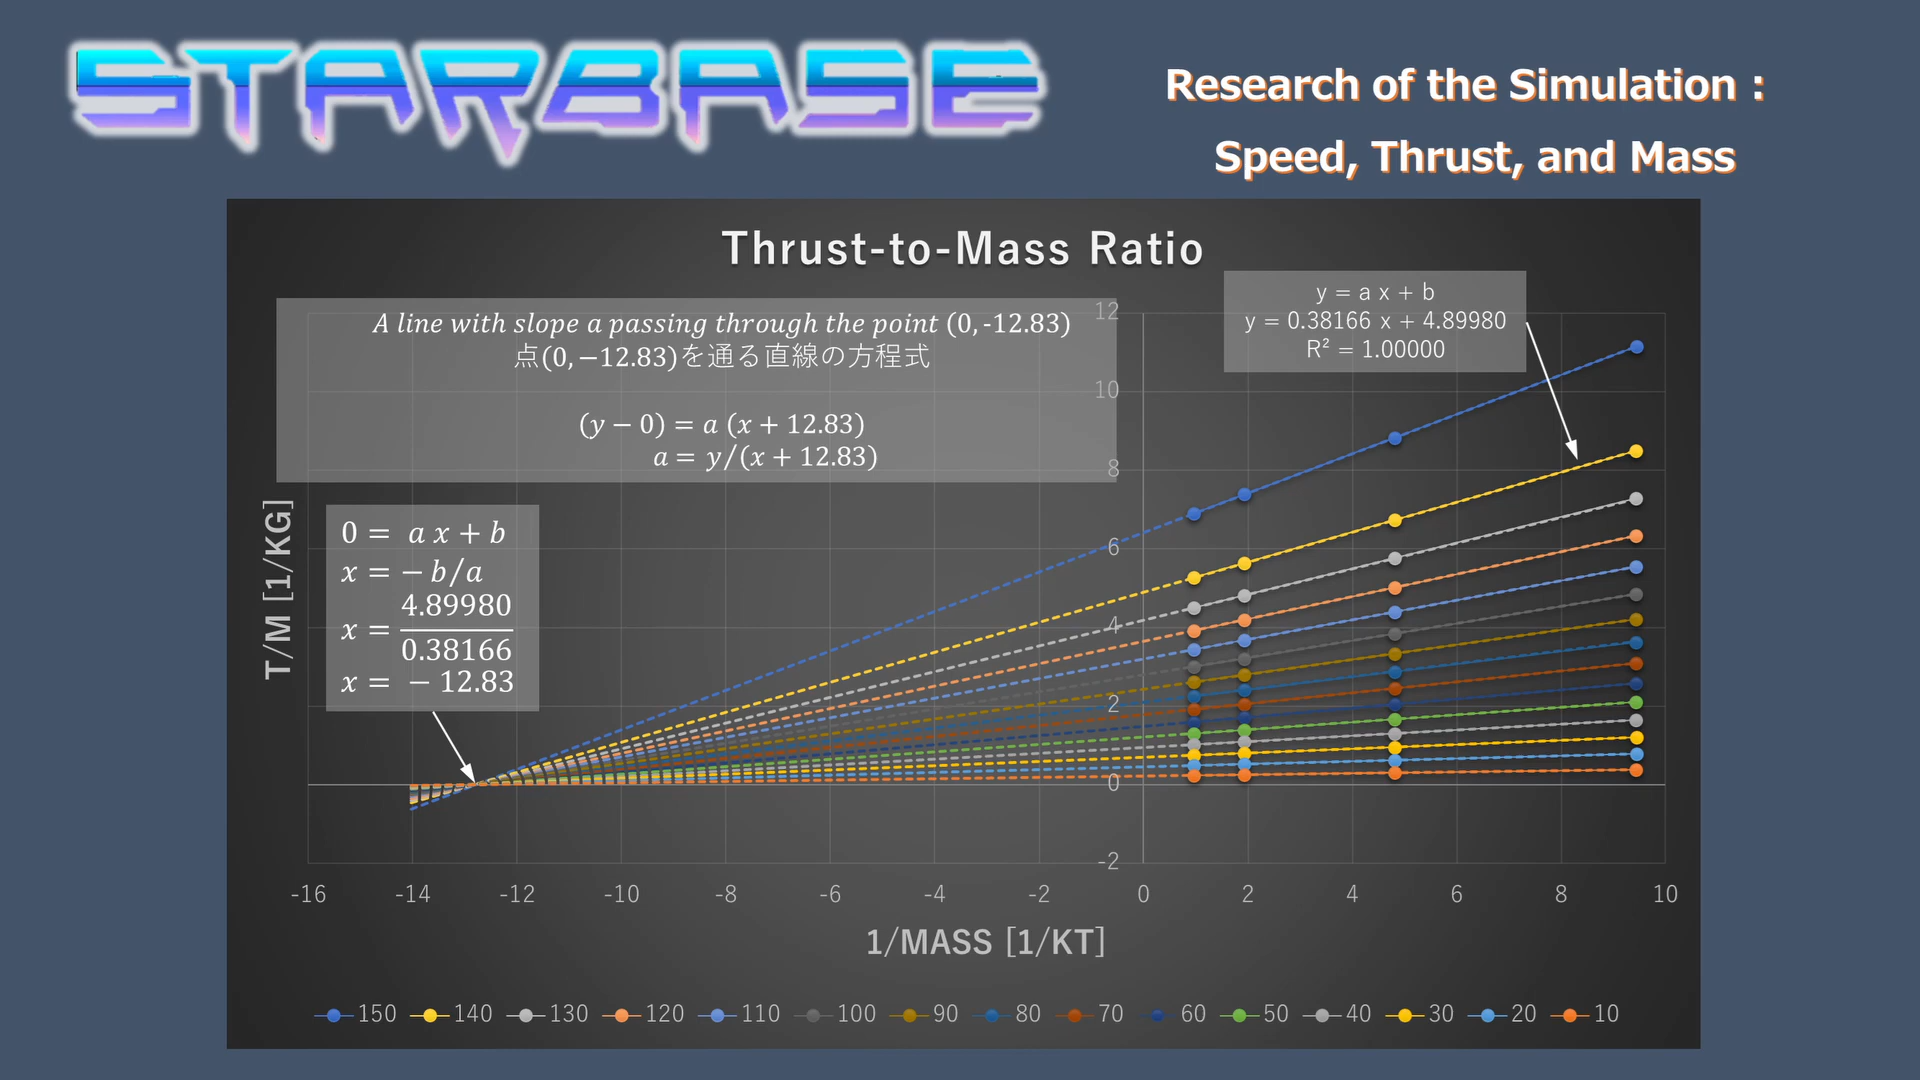 STARBASE
Research of the Simulation :
Speed, Thrust, and Mass
Thrust-to-Mass Ratio
A line with slope a passing through the point (0, -12.83)
点(0, −12.83)を通る直線の方程式
(y − 0) = a (x + 12.83)
a = y/(x + 12.83)
y = a x + b
y = 0.38166 x + 4.89980
R² = 1.00000
0 = a x + b
x = − b/a
x = 4.89980
0.38166
x = − 12.83
T/M [1/KG]
12
10
8
6
4
2
0
-2
-16 -14 -12 -10 -8 -6 -4 -2 0 2 4 6 8 10
1/MASS [1/KT]
150 140 130 120 110 100 90 80 70 60 50 40 30 20 10